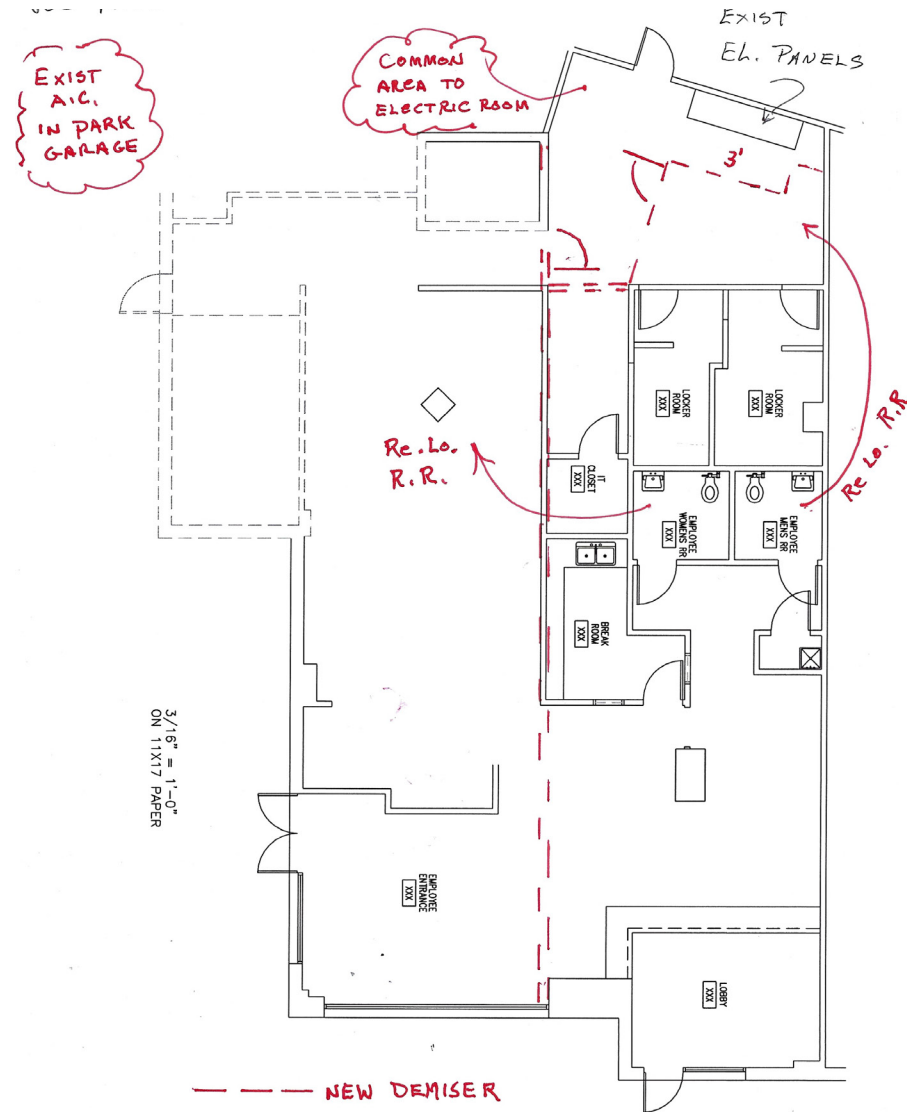 EXIST
EL. PANELS
EXIST
A.C.
IN PARK
GARAGE
COMMON
AREA TO
ELECTRIC ROOM
3'
LOCKER
ROOM
XXX
LOCKER
ROOM
XXX
Re.Lo.
R.R.
Re Lo. R.R
IT
CLOSET
XXX
EMPLOYEE
WOMENS RR
XXX
EMPLOYEE
MENS RR
XXX
BREAK
ROOM
XXX
3/16" = 1'-0"
ON 11X17 PAPER
EMPLOYEE
ENTRANCE
XXX
LOBBY
XXX
NEW DEMISER